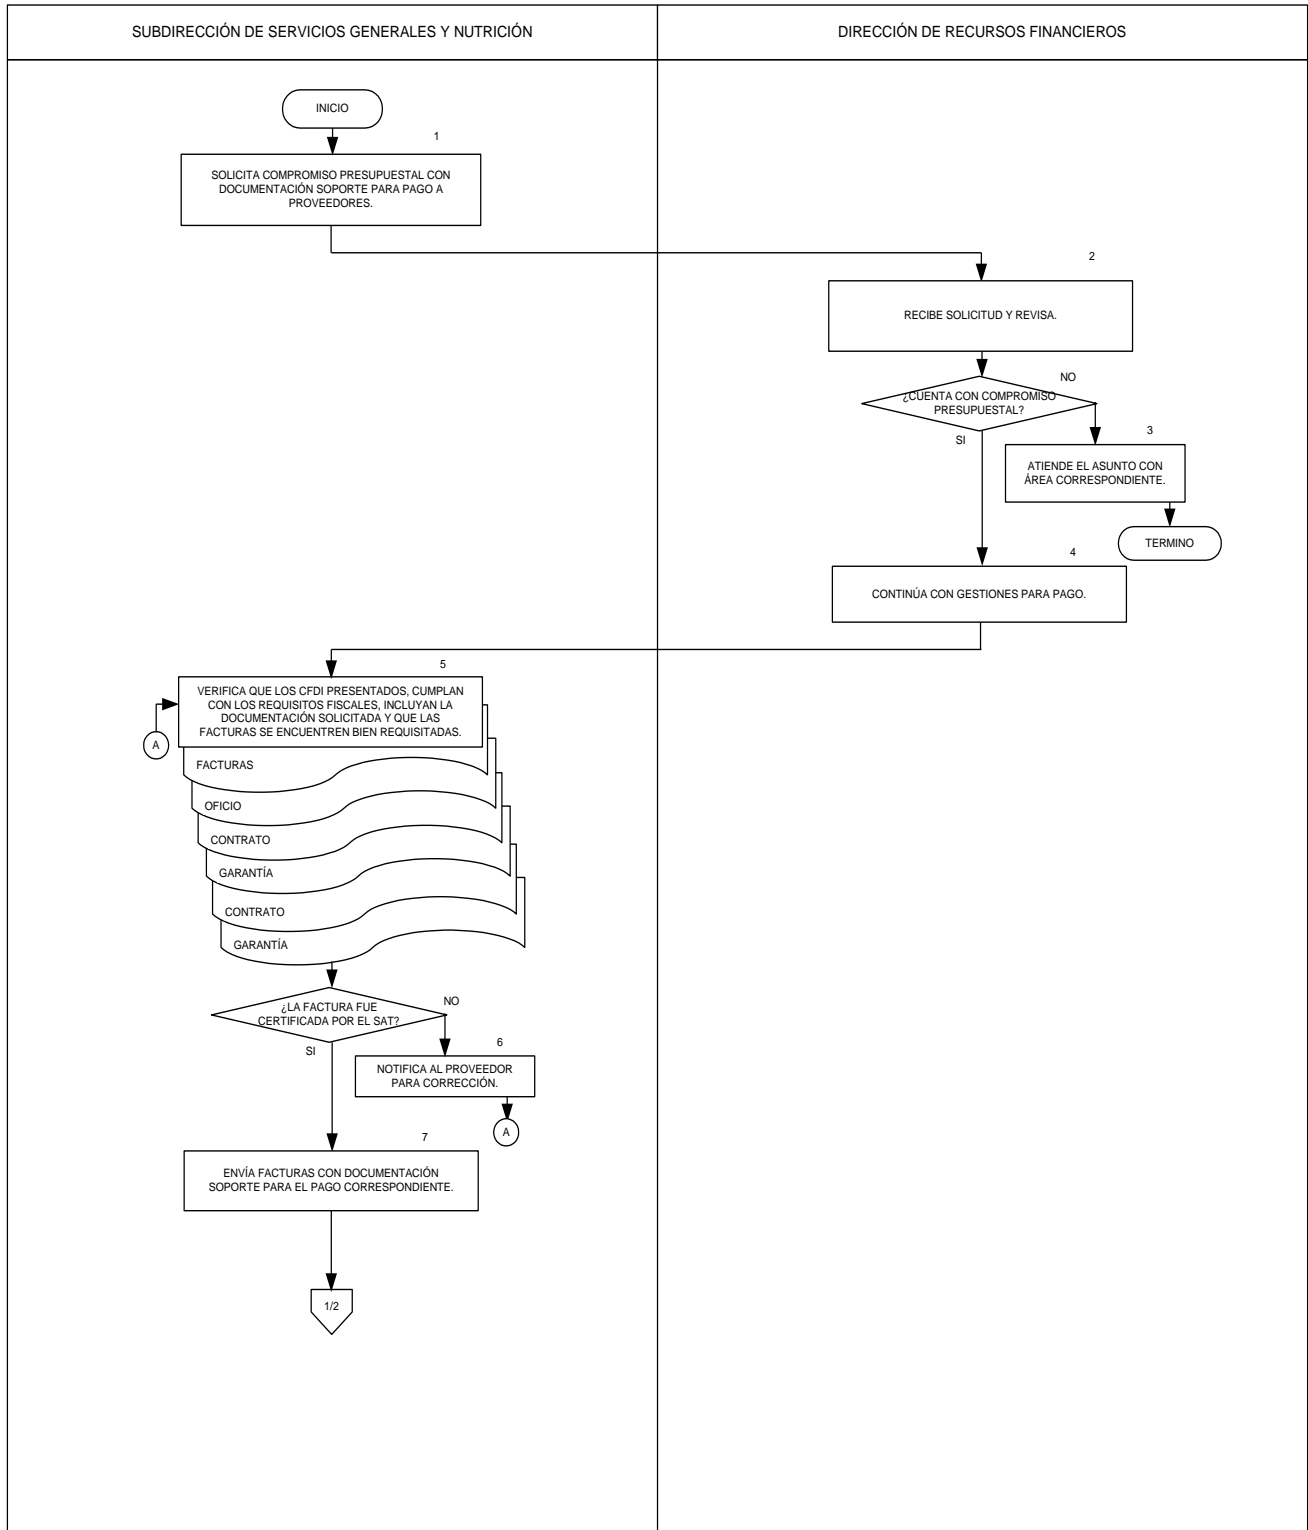 SUBDIRECCIÓN DE SERVICIOS GENERALES Y NUTRICIÓN
DIRECCIÓN DE RECURSOS FINANCIEROS
INICIO
1
SOLICITA COMPROMISO PRESUPUESTAL CON
DOCUMENTACIÓN SOPORTE PARA PAGO A
PROVEEDORES.
2
RECIBE SOLICITUD Y REVISA.
¿CUENTA CON COMPROMISO
PRESUPUESTAL?
NO
SI
3
ATIENDE EL ASUNTO CON
ÁREA CORRESPONDIENTE.
TERMINO
4
CONTINÚA CON GESTIONES PARA PAGO.
5
VERIFICA QUE LOS CFDI PRESENTADOS, CUMPLAN
CON LOS REQUISITOS FISCALES, INCLUYAN LA
DOCUMENTACIÓN SOLICITADA Y QUE LAS
FACTURAS SE ENCUENTREN BIEN REQUISITADAS.
A
FACTURAS
OFICIO
CONTRATO
GARANTÍA
CONTRATO
GARANTÍA
¿LA FACTURA FUE
CERTIFICADA POR EL SAT?
NO
SI
6
NOTIFICA AL PROVEEDOR
PARA CORRECCIÓN.
A
7
ENVÍA FACTURAS CON DOCUMENTACIÓN
SOPORTE PARA EL PAGO CORRESPONDIENTE.
1/2